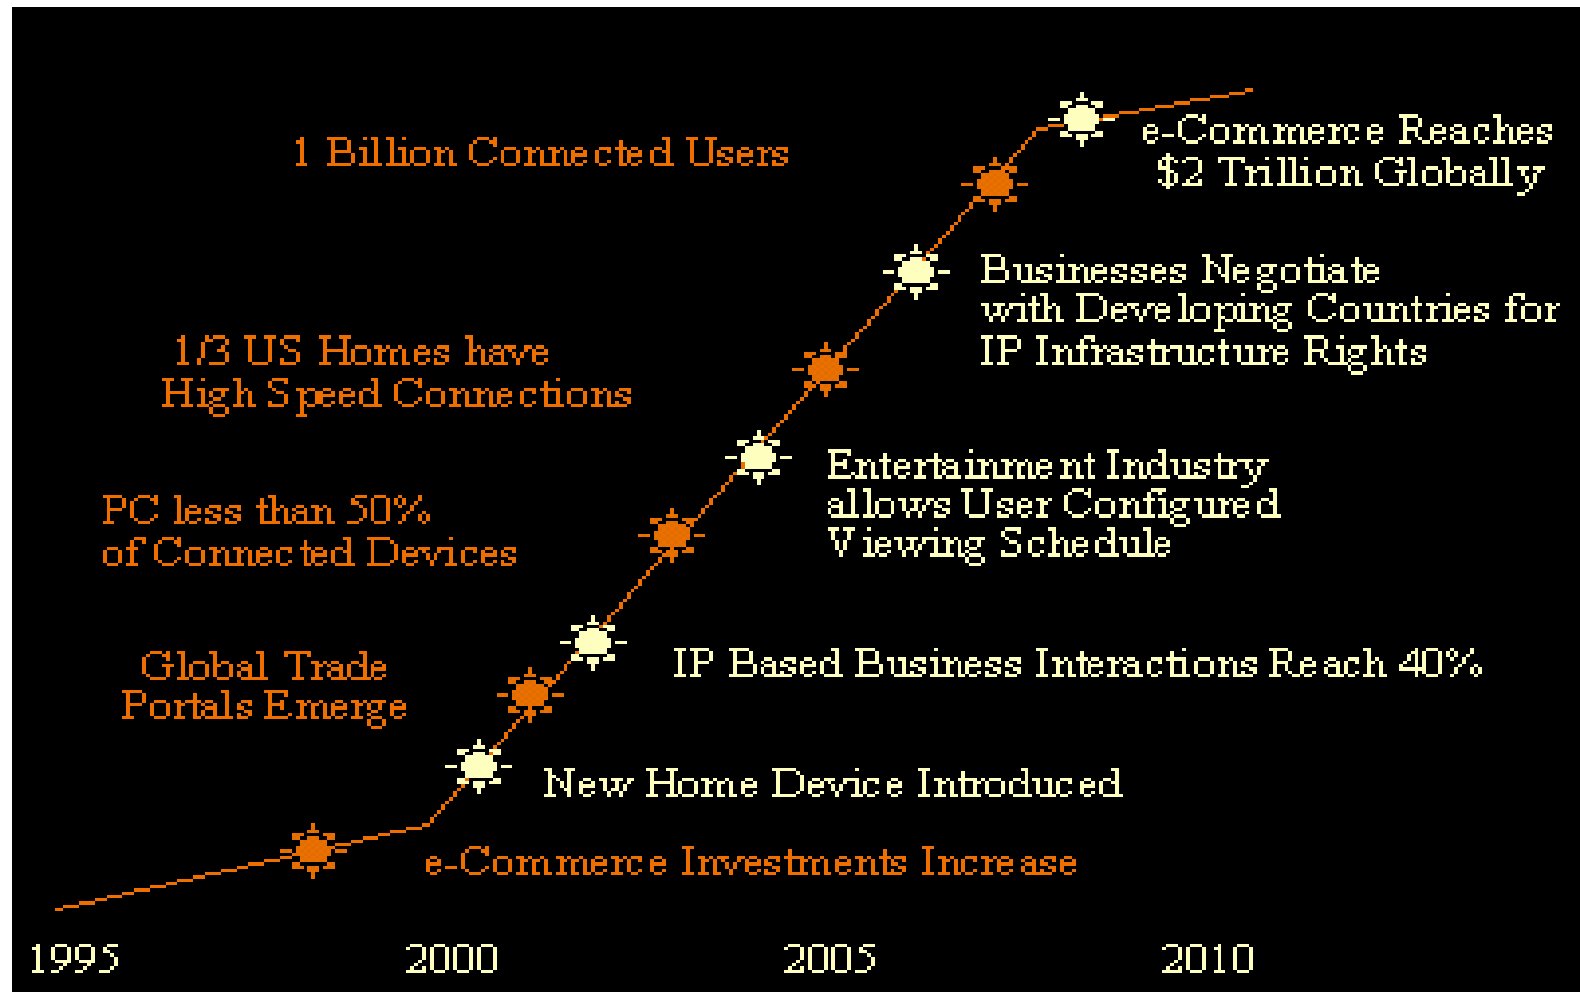 1 Billion Connected Users
e-Commerce Reaches
$2 Trillion Globally
Businesses Negotiate
with Developing Countries for
IP Infrastructure Rights
1/3 US Homes have
High Speed Connections
Entertainment Industry
allows User Configured
Viewing Schedule
PC less than 50%
of Connected Devices
IP Based Business Interactions Reach 40%
Global Trade
Portals Emerge
New Home Device Introduced
e-Commerce Investments Increase
1995 2000 2005 2010